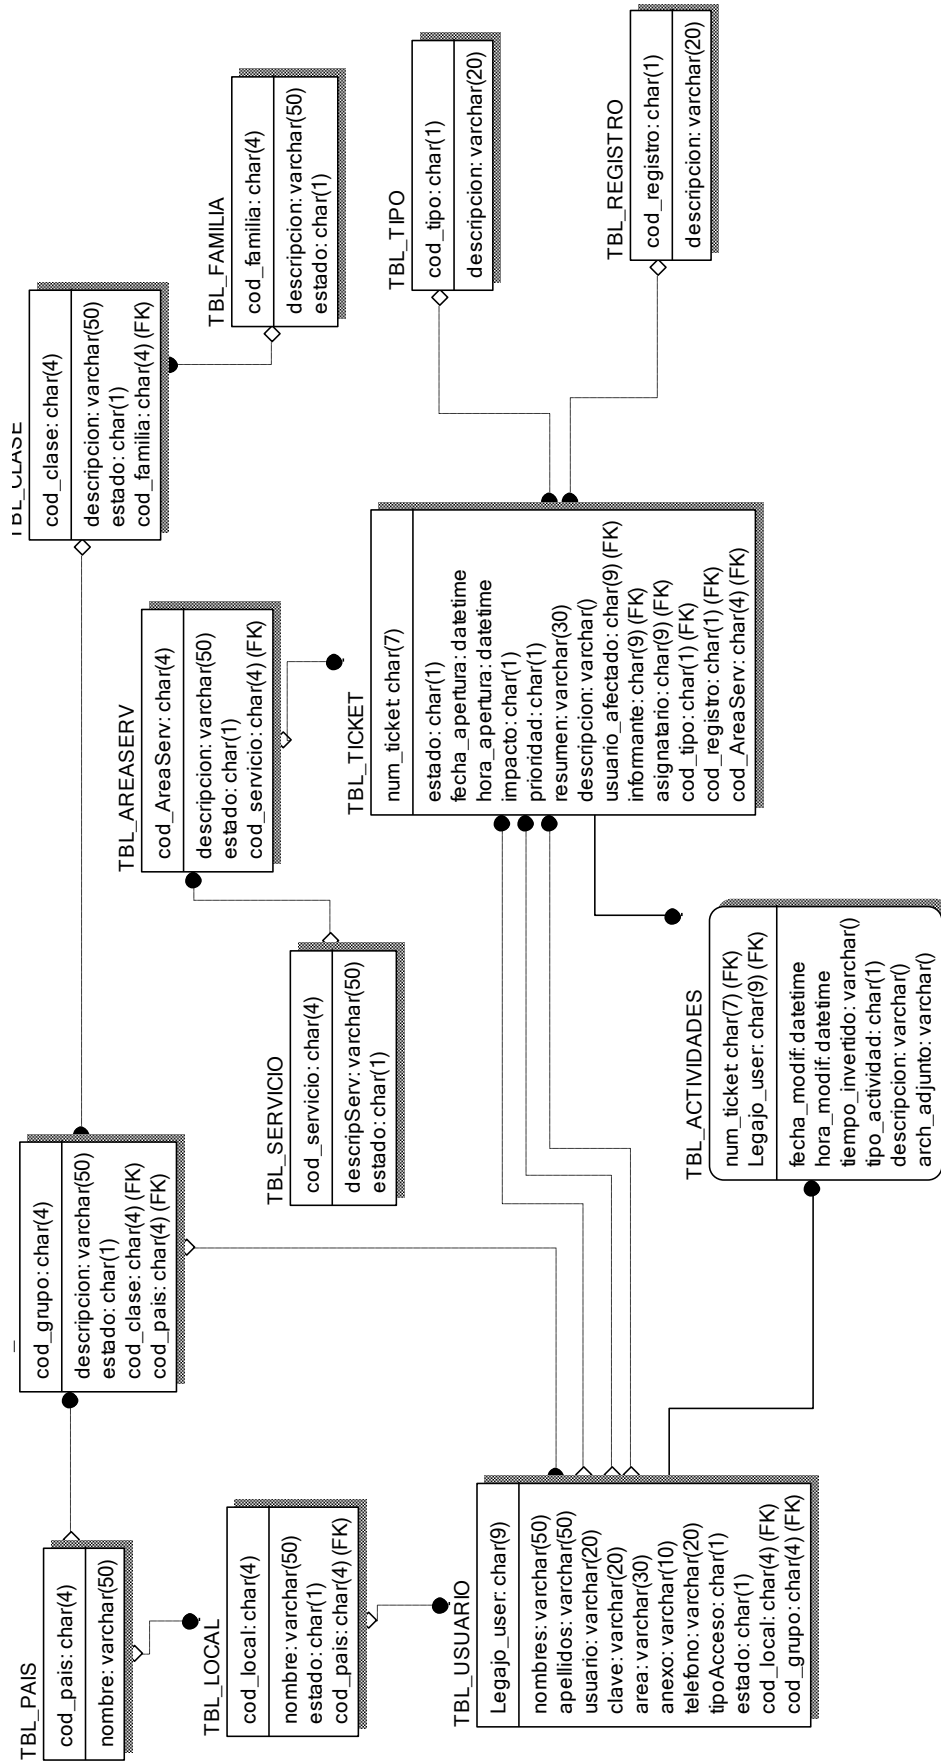 TBL_PAIS
cod_pais: char(4)
nombre: varchar(50)
TBL_LOCAL
cod_local: char(4)
nombre: varchar(50)
estado: char(1)
cod_pais: char(4) (FK)
TBL_USUARIO
Legajo_user: char(9)
nombres: varchar(50)
apellidos: varchar(50)
usuario: varchar(20)
clave: varchar(20)
area: varchar(30)
anexo: varchar(10)
telefono: varchar(20)
tipoAcceso: char(1)
estado: char(1)
cod_local: char(4) (FK)
cod_grupo: char(4) (FK)
cod_grupo: char(4)
descripcion: varchar(50)
estado: char(1)
cod_clase: char(4) (FK)
cod_pais: char(4) (FK)
TBL_SERVICIO
cod_servicio: char(4)
descripServ: varchar(50)
estado: char(1)
TBL_ACTIVIDADES
num_ticket: char(7) (FK)
Legajo_user: char(9) (FK)
fecha_modif: datetime
hora_modif: datetime
tiempo_invertido: varchar()
tipo_actividad: char(1)
descripcion: varchar()
arch_adjunto: varchar()
TBL_AREASERV
cod_AreaServ: char(4)
descripcion: varchar(50)
estado: char(1)
cod_servicio: char(4) (FK)
TBL_TICKET
num_ticket: char(7)
estado: char(1)
fecha_apertura: datetime
hora_apertura: datetime
impacto: char(1)
prioridad: char(1)
resumen: varchar(30)
descripcion: varchar()
usuario_afectado: char(9) (FK)
informante: char(9) (FK)
asignatario: char(9) (FK)
cod_tipo: char(1) (FK)
cod_registro: char(1) (FK)
cod_AreaServ: char(4) (FK)
TBL_CLASE
cod_clase: char(4)
descripcion: varchar(50)
estado: char(1)
cod_familia: char(4) (FK)
TBL_FAMILIA
cod_familia: char(4)
descripcion: varchar(50)
estado: char(1)
TBL_TIPO
cod_tipo: char(1)
descripcion: varchar(20)
TBL_REGISTRO
cod_registro: char(1)
descripcion: varchar(20)